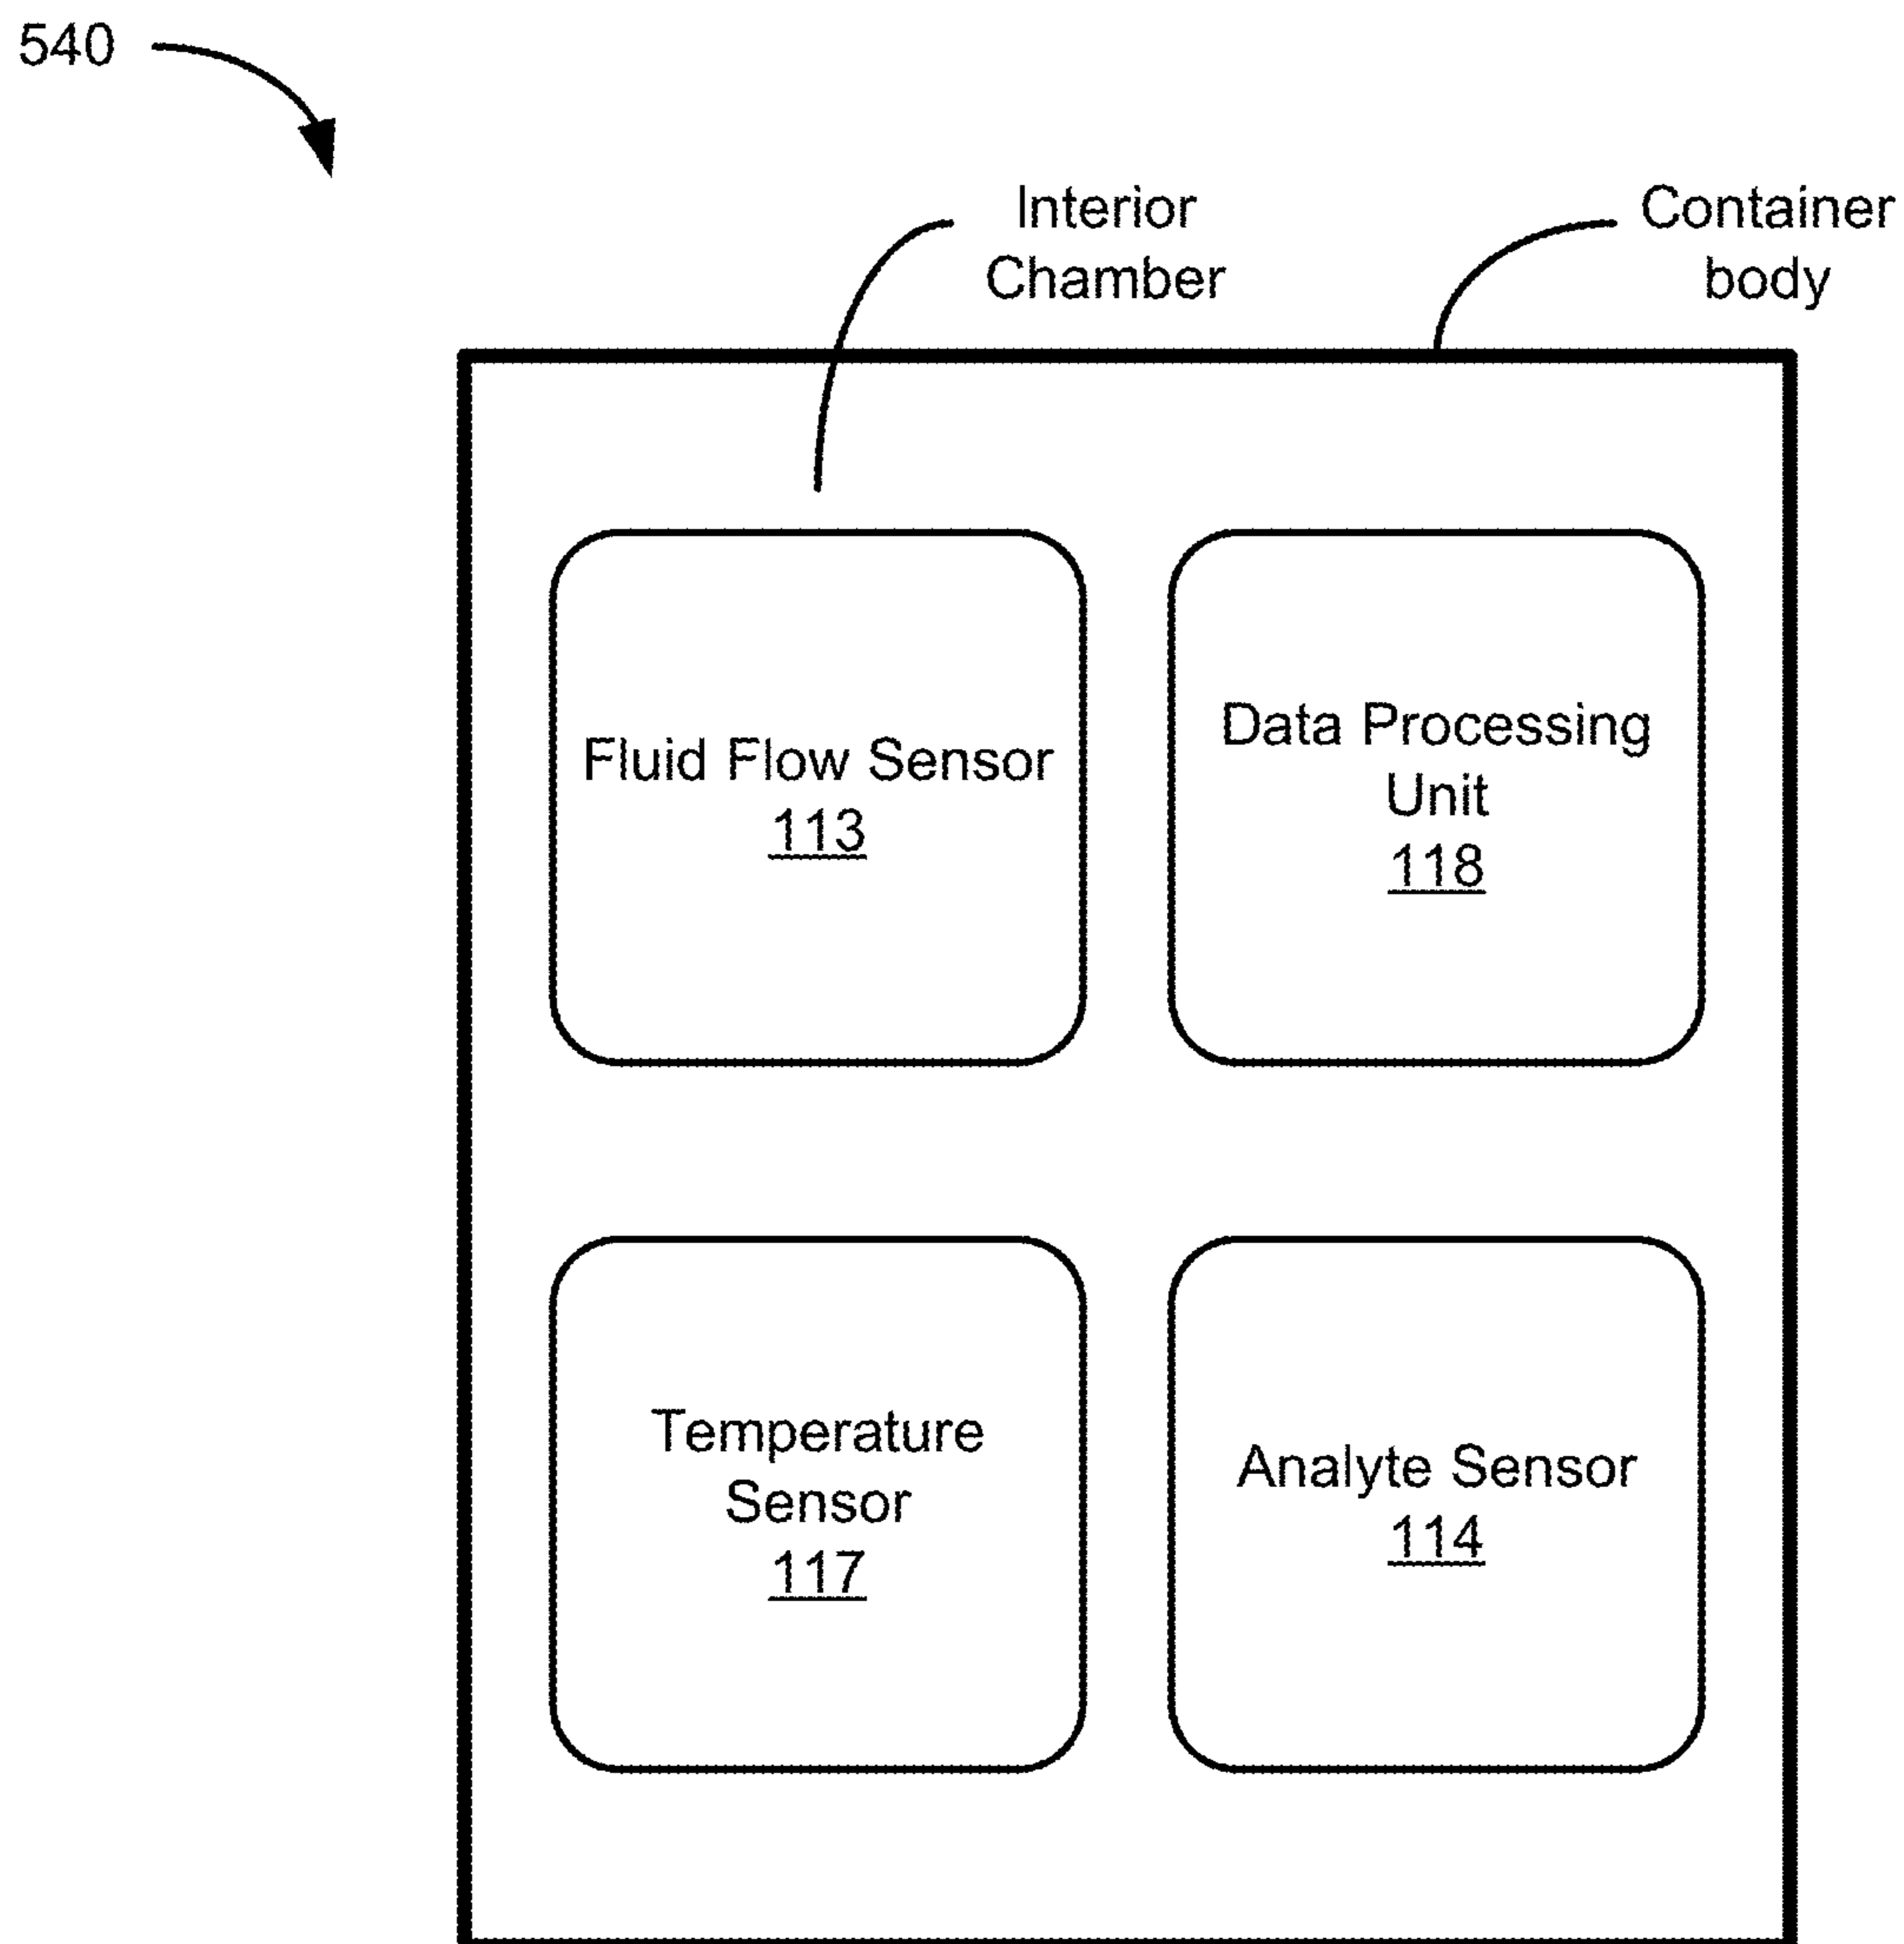 540
Interior
Chamber
Container
body
Fluid Flow Sensor
113
Data Processing
Unit
118
Temperature
Sensor
117
Analyte Sensor
114